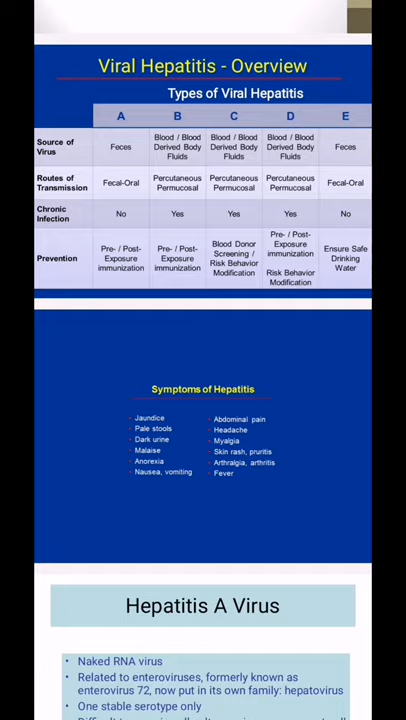 Viral Hepatitis - Overview
Types of Viral Hepatitis
A B C D E
Source of Virus Feces Blood / Blood Derived Body Fluids Blood / Blood Derived Body Fluids Blood / Blood Derived Body Fluids Feces
Routes of Transmission Fecal-Oral Percutaneous Permucosal Percutaneous Permucosal Percutaneous Permucosal Fecal-Oral
Chronic Infection No Yes Yes Yes No
Prevention Pre- / Post- Exposure immunization Pre- / Post- Exposure immunization Blood Donor Screening / Risk Behavior Modification Pre- / Post- Exposure immunization Risk Behavior Modification Ensure Safe Drinking Water
Symptoms of Hepatitis
Jaundice
Pale stools
Dark urine
Malaise
Anorexia
Nausea, vomiting
Abdominal pain
Headache
Myalgia
Skin rash, pruritis
Arthralgia, arthritis
Fever
Hepatitis A Virus
• Naked RNA virus
• Related to enteroviruses, formerly known as
enterovirus 72, now put in its own family: hepatovirus
• One stable serotype only